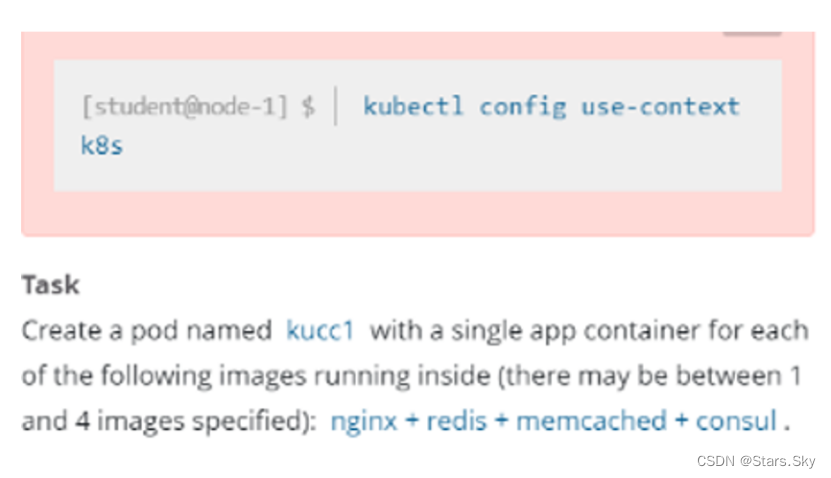 [student@node-1] $ | kubectl config use-context
k8s
Task
Create a pod named kucc1 with a single app container for each
of the following images running inside (there may be between 1
and 4 images specified): nginx + redis + memcached + consul .
CSDN @Stars.Sky